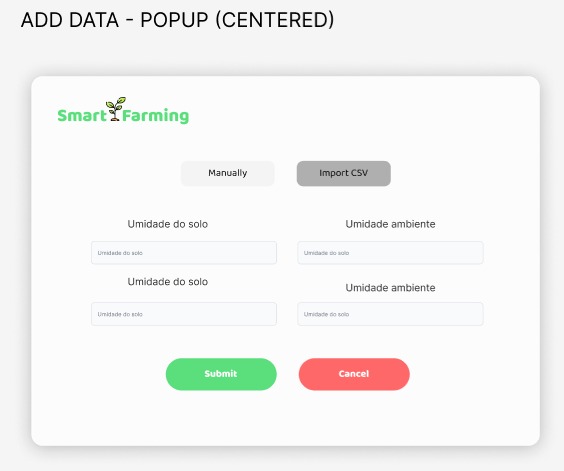 ADD DATA - POPUP (CENTERED)
Smart Farming
Manually Import CSV
Umidade do solo Umidade ambiente
Umidade do solo Umidade do solo
Umidade do solo Umidade ambiente
Umidade do solo Umidade do solo
Submit Cancel